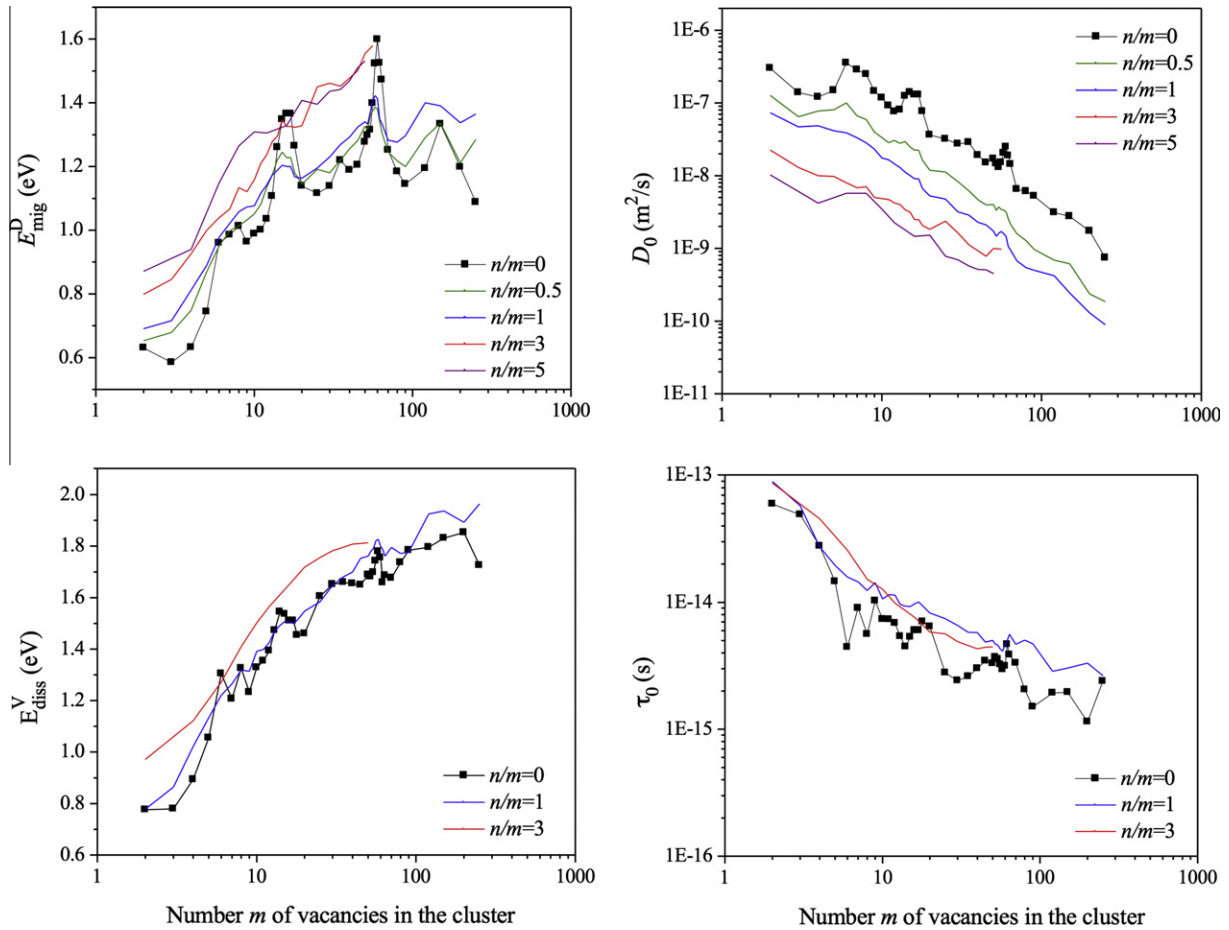 1.6
1.4
1.2
1.0
0.8
0.6
E^D_mig (eV)
n/m=0
n/m=0.5
n/m=1
n/m=3
n/m=5
1
10
100
1000
1E-6
1E-7
1E-8
1E-9
1E-10
1E-11
D_0 (m²/s)
n/m=0
n/m=0.5
n/m=1
n/m=3
n/m=5
1
10
100
1000
2.0
1.8
1.6
1.4
1.2
1.0
0.8
0.6
E^V_diss (eV)
n/m=0
n/m=1
n/m=3
1
10
100
1000
Number m of vacancies in the cluster
1E-13
1E-14
1E-15
1E-16
τ_0 (s)
n/m=0
n/m=1
n/m=3
1
10
100
1000
Number m of vacancies in the cluster